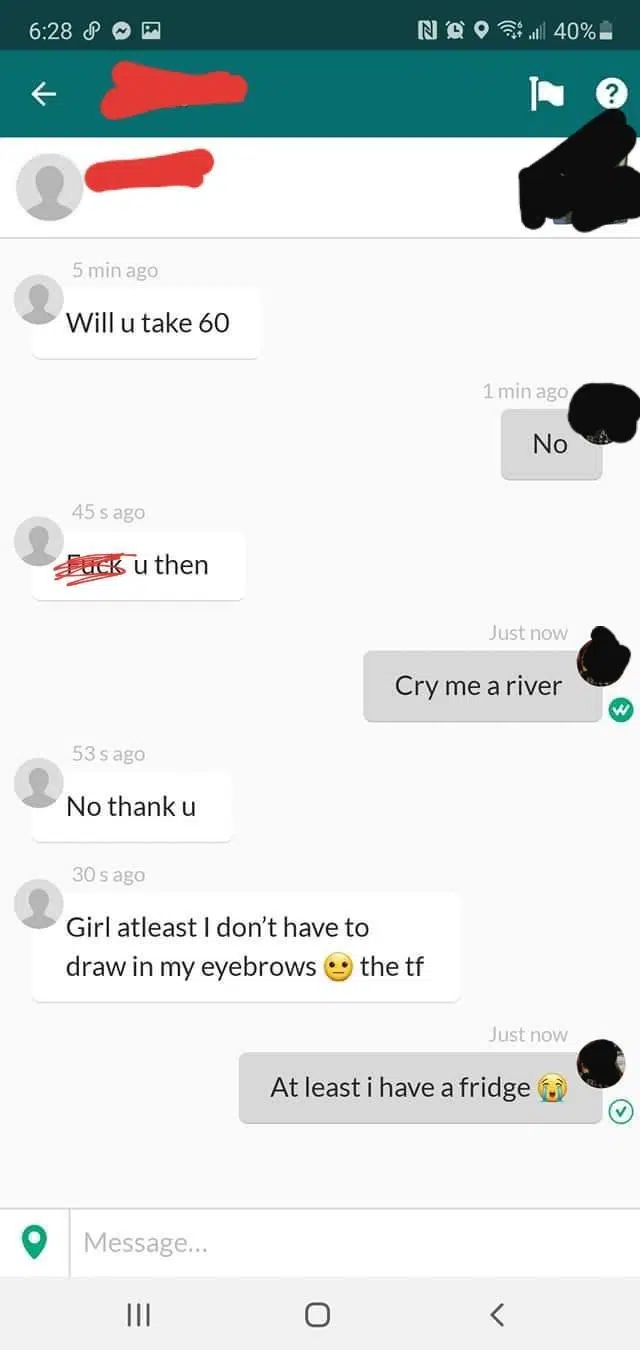 6:28
40%
5 min ago
Will u take 60
1 min ago
No
45 s ago
Fuck u then
Just now
Cry me a river
53 s ago
No thank u
30 s ago
Girl atleast I don't have to
draw in my eyebrows 😐 the tf
Just now
At least i have a fridge 😭
Message...